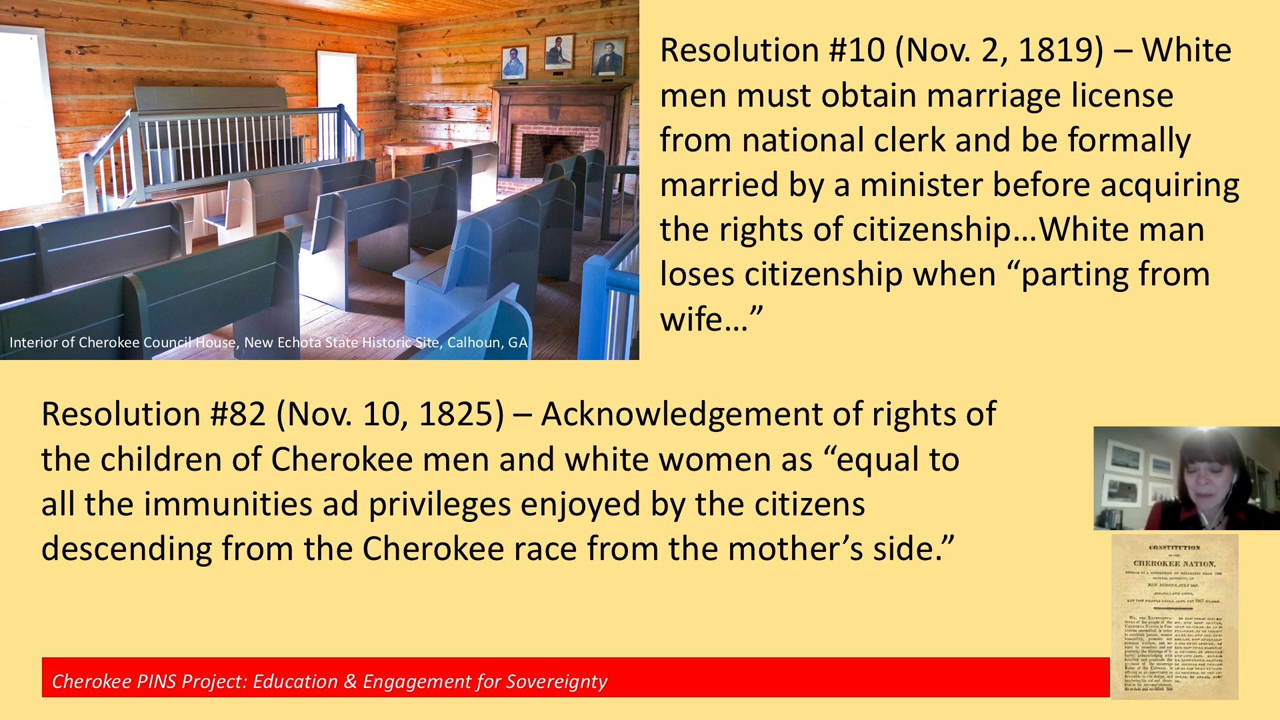 Resolution #10 (Nov. 2, 1819) – White
men must obtain marriage license
from national clerk and be formally
married by a minister before acquiring
the rights of citizenship…White man
loses citizenship when “parting from
wife…”
Interior of Cherokee Council House, New Echota State Historic Site, Calhoun, GA
Resolution #82 (Nov. 10, 1825) – Acknowledgement of rights of
the children of Cherokee men and white women as “equal to
all the immunities ad privileges enjoyed by the citizens
descending from the Cherokee race from the mother’s side.”
CONSTITUTION
OF THE
CHEROKEE NATION,
Cherokee PINS Project: Education & Engagement for Sovereignty